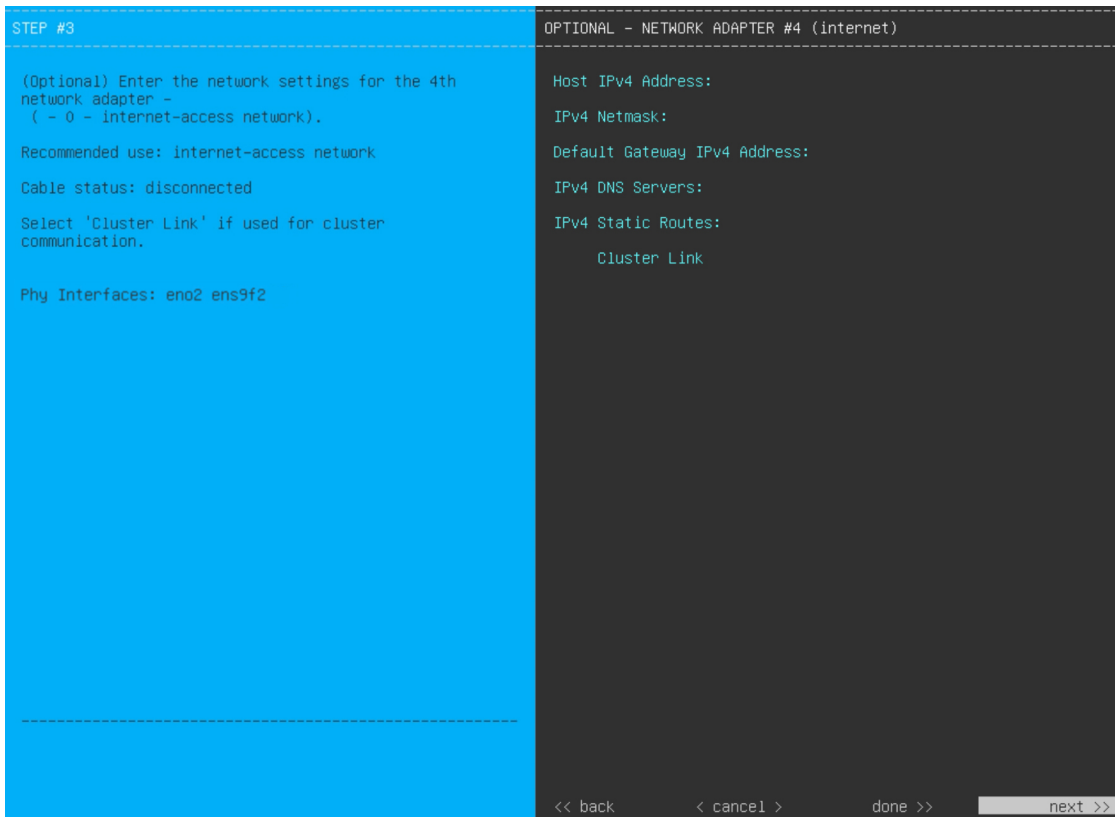 STEP #3
(Optional) Enter the network settings for the 4th
network adapter -
( - O - internet-access network).
Recommended use: internet-access network
Cable status: disconnected
Select 'Cluster Link' if used for cluster
communication.
Phy Interfaces: eno2 ens9f2
OPTIONAL - NETWORK ADAPTER #4 (internet)
Host IPv4 Address:
IPv4 Netmask:
Default Gateway IPv4 Address:
IPv4 DNS Servers:
IPv4 Static Routes:
Cluster Link
<< back < cancel > done >> next >>